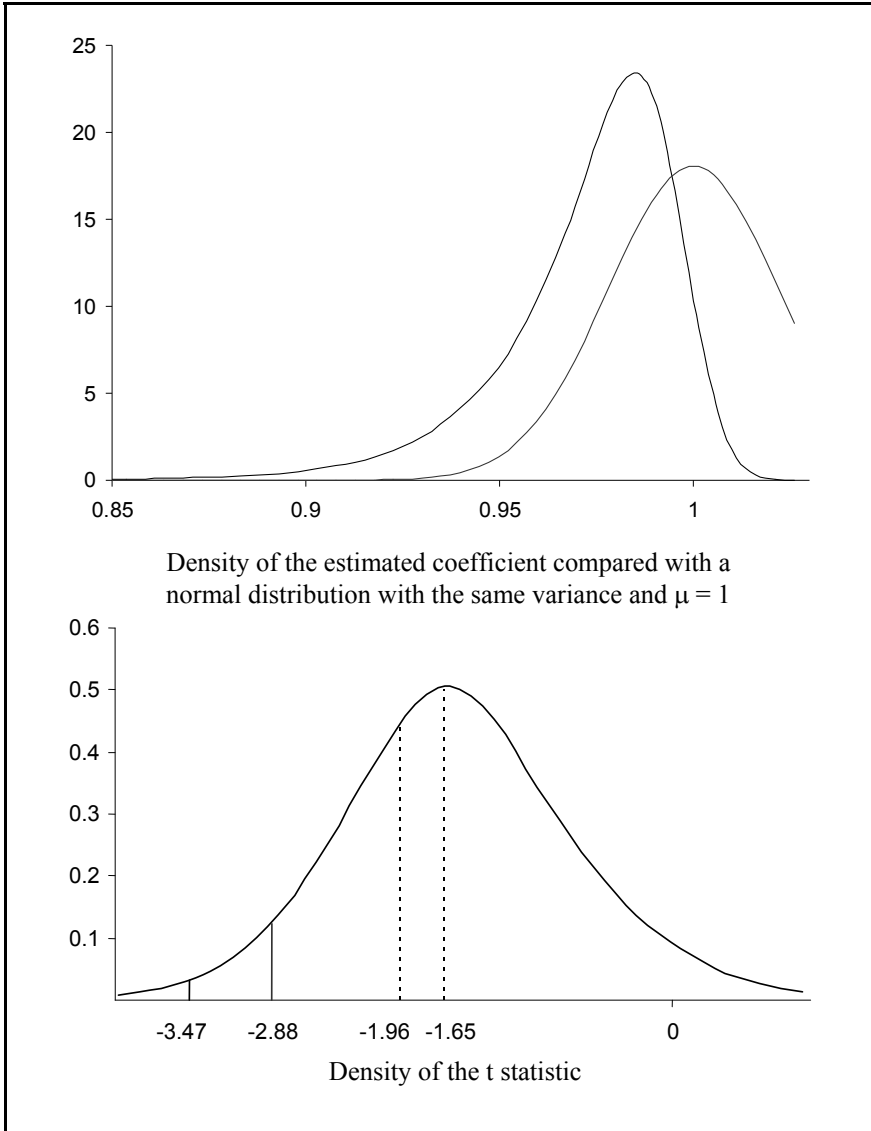 25
20
15
10
5
0
0.85 0.9 0.95 1
Density of the estimated coefficient compared with a
normal distribution with the same variance and μ = 1
0.6
0.5
0.4
0.3
0.2
0.1
-3.47 -2.88 -1.96 -1.65 0
Density of the t statistic